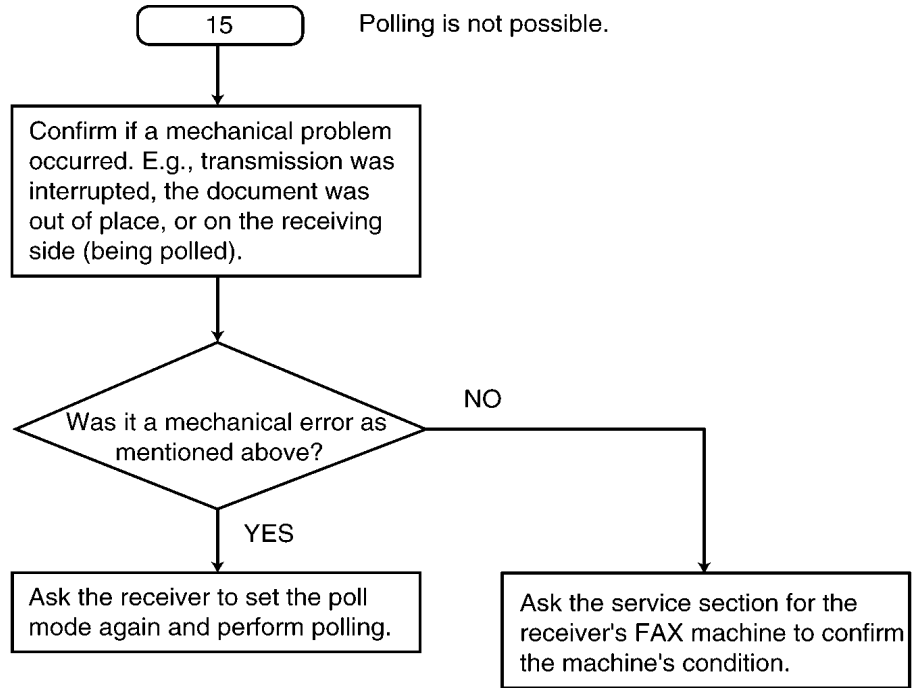 15
Polling is not possible.
Confirm if a mechanical problem
occurred. E.g., transmission was
interrupted, the document was
out of place, or on the receiving
side (being polled).
Was it a mechanical error as
mentioned above?
NO
YES
Ask the receiver to set the poll
mode again and perform polling.
Ask the service section for the
receiver's FAX machine to confirm
the machine's condition.